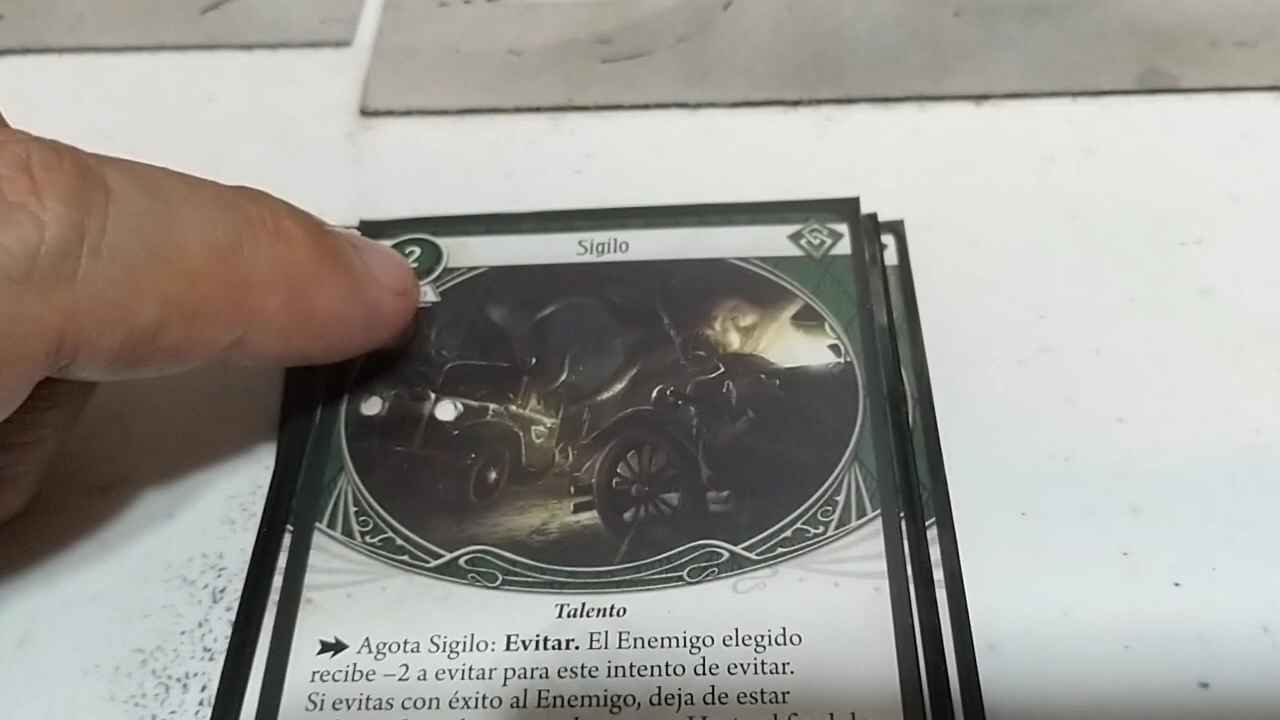 2
Sigilo
Talento
Agota Sigilo: Evitar. El Enemigo elegido
recibe –2 a evitar para este intento de evitar.
Si evitas con éxito al Enemigo, deja de estar